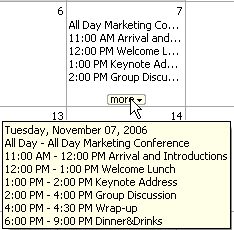 6 7
All Day Marketing Co...
11:00 AM Arrival and...
12:00 PM Welcome L...
1:00 PM Keynote Ad...
2:00 PM Group Discu...
more
13 14
Tuesday, November 07, 2006
All Day - All Day Marketing Conference
11:00 AM - 12:00 PM Arrival and Introductions
12:00 PM - 1:00 PM Welcome Lunch
1:00 PM - 2:00 PM Keynote Address
2:00 PM - 4:00 PM Group Discussion
4:00 PM - 4:30 PM Wrap-up
6:00 PM - 9:00 PM Dinner&Drinks